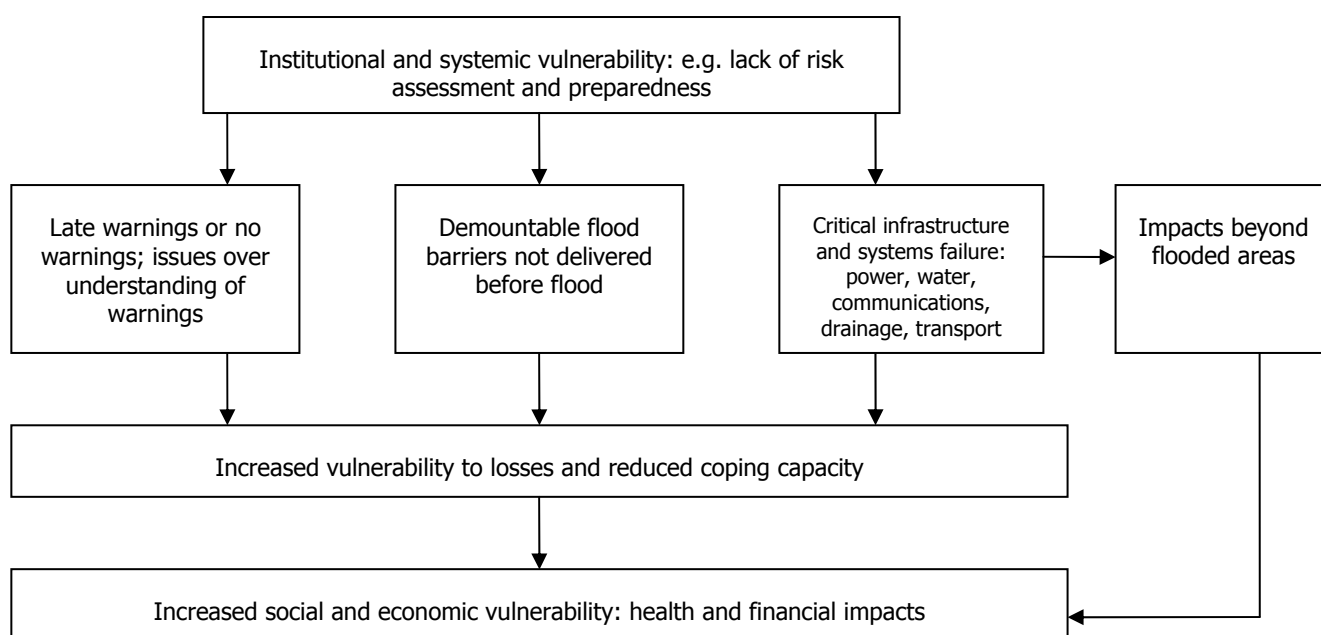 Institutional and systemic vulnerability: e.g. lack of risk
assessment and preparedness
Late warnings or no
warnings; issues over
understanding of
warnings
Demountable flood
barriers not delivered
before flood
Critical infrastructure
and systems failure:
power, water,
communications,
drainage, transport
Impacts beyond
flooded areas
Increased vulnerability to losses and reduced coping capacity
Increased social and economic vulnerability: health and financial impacts